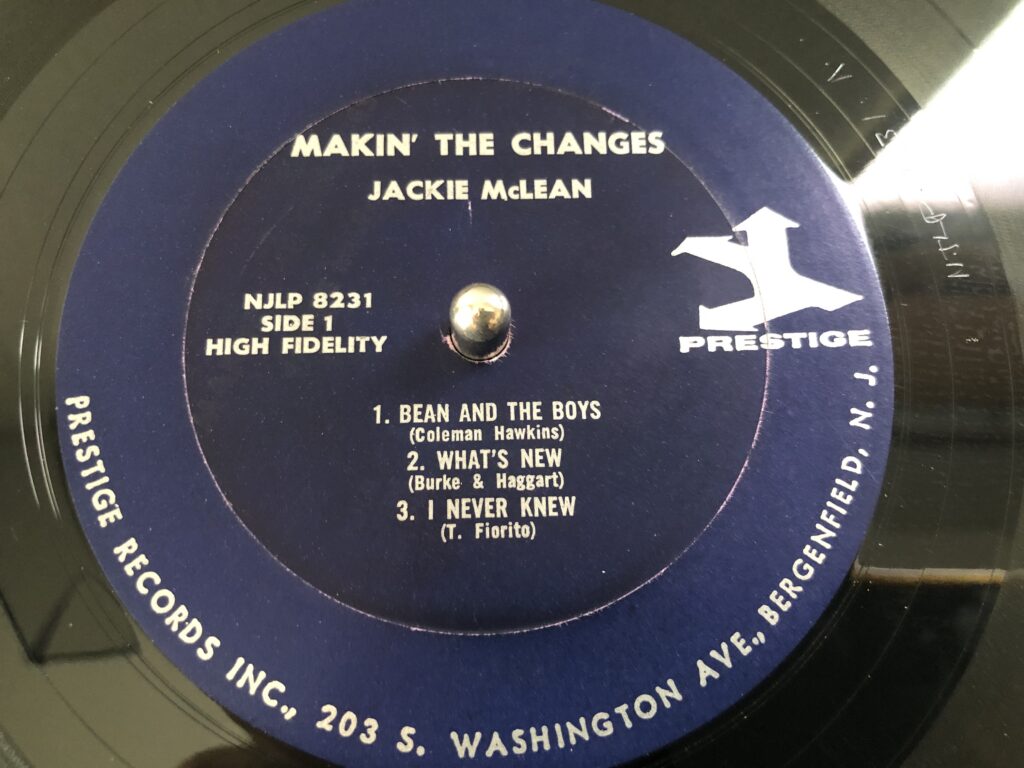 MAKIN' THE CHANGES
JACKIE McLEAN
NJLP 8231
SIDE 1
HIGH FIDELITY
PRESTIGE
1. BEAN AND THE BOYS
(Coleman Hawkins)
2. WHAT'S NEW
(Burke & Haggart)
3. I NEVER KNEW
(T. Fiorito)
PRESTIGE RECORDS INC., 203 S. WASHINGTON AVE., BERGENFIELD, N. J.